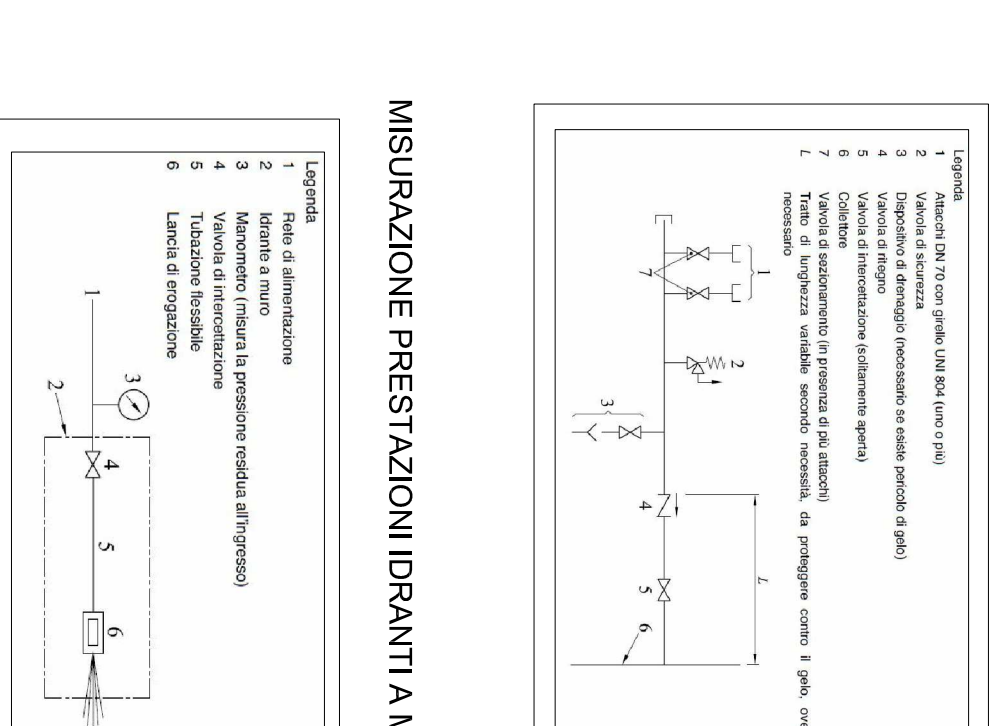 Legenda
1 Attacchi DN 70 con girello UNI 804 (uno o più)
2 Valvola di sicurezza
3 Dispositivo di drenaggio (necessario se esiste pericolo di gelo)
4 Valvola di ritegno
5 Valvola di intercettazione (solitamente aperta)
6 Collettore
7 Valvola di sezionamento (in presenza di più attacchi)
L Tratto di lunghezza variabile secondo necessità, da proteggere contro il gelo, ove
necessario
1
7
2
3
4
L
5
6
MISURAZIONE PRESTAZIONI IDRANTI A M
Legenda
1 Rete di alimentazione
2 Idrante a muro
3 Manometro (misura la pressione residua all'ingresso)
4 Valvola di intercettazione
5 Tubazione flessibile
6 Lancia di erogazione
1
3
2
4
5
6